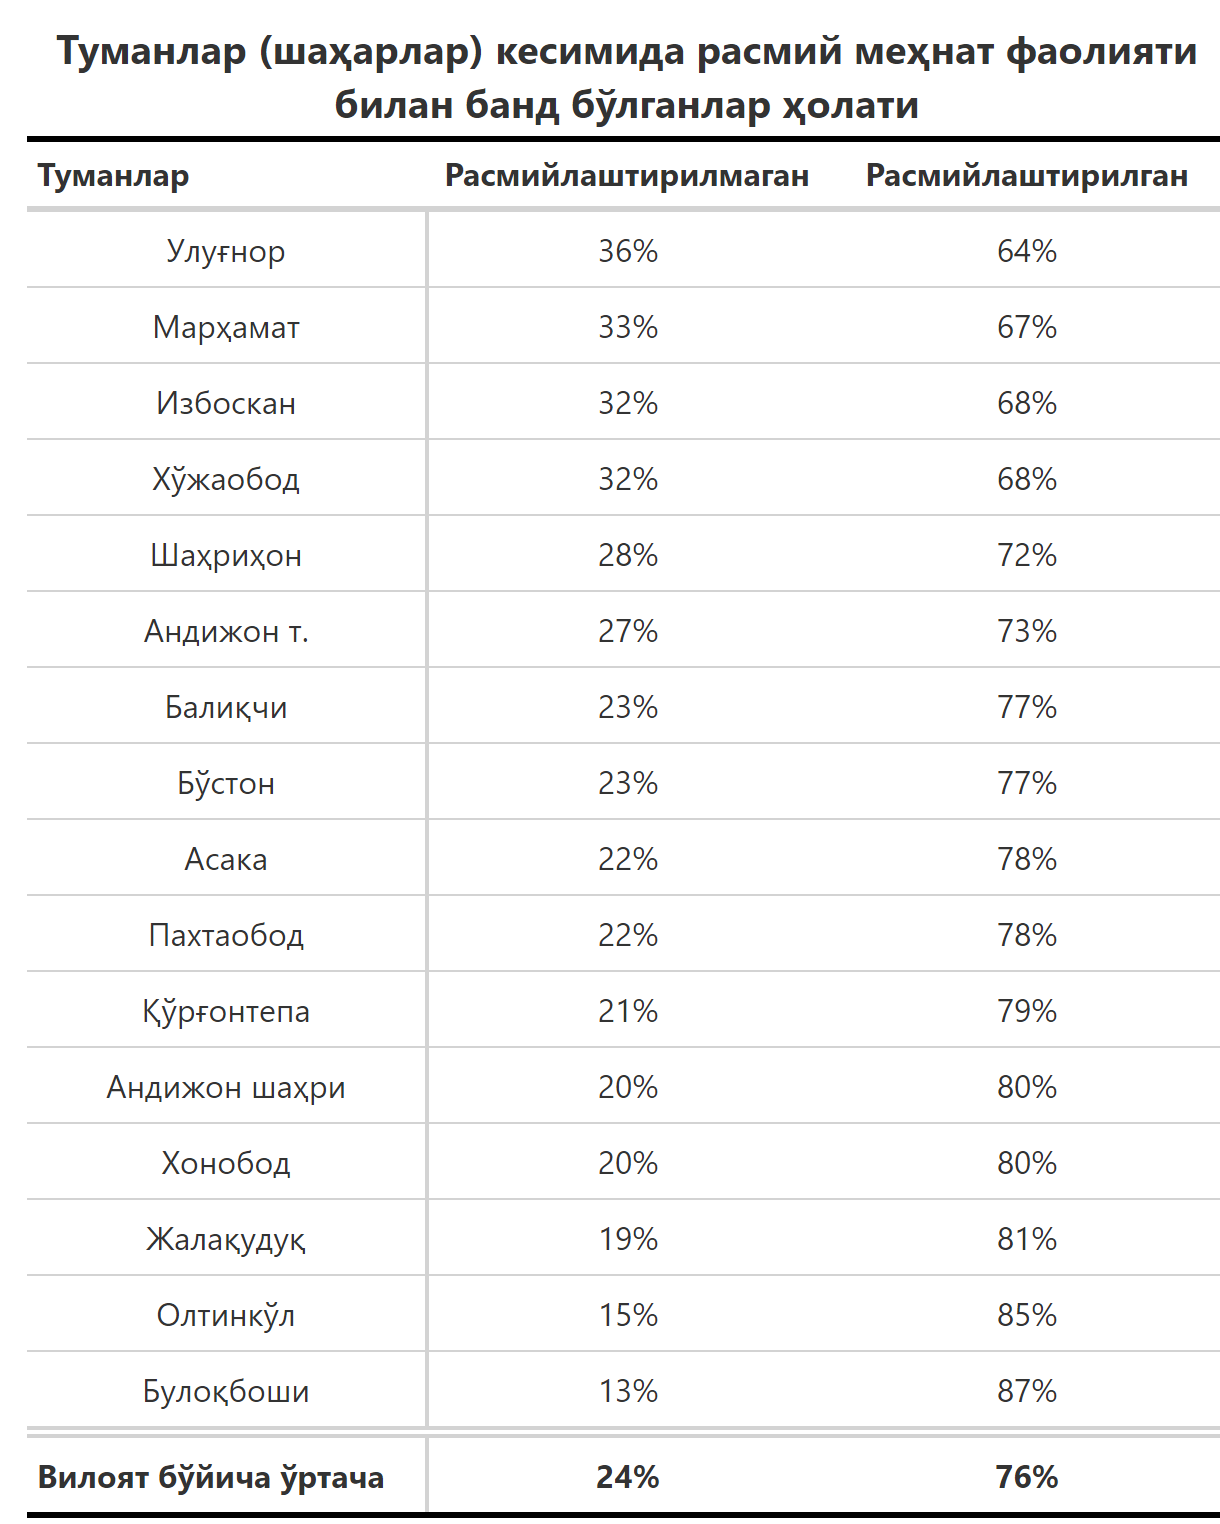 Туманлар (шаҳарлар) кесимида расмий меҳнат фаолияти
билан банд бўлганлар ҳолати
Туманлар Расмийлаштирилмаган Расмийлаштирилган
Улуғнор 36% 64%
Марҳамат 33% 67%
Избоскан 32% 68%
Хўжаобод 32% 68%
Шаҳриҳон 28% 72%
Андижон т. 27% 73%
Балиқчи 23% 77%
Бўстон 23% 77%
Асака 22% 78%
Пахтаобод 22% 78%
Қўрғонтепа 21% 79%
Андижон шаҳри 20% 80%
Хонобод 20% 80%
Жалақудуқ 19% 81%
Олтинкўл 15% 85%
Булоқбоши 13% 87%
Вилоят бўйича ўртача 24% 76%